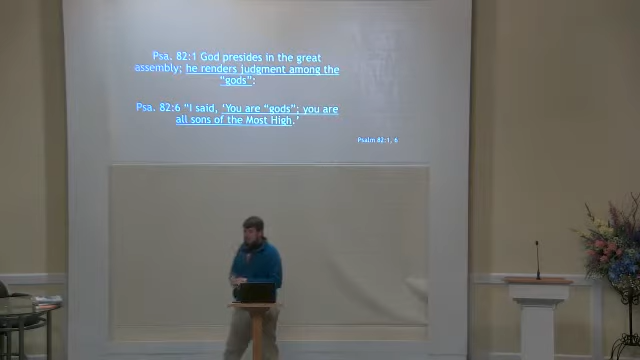 Psa. 82:1 God presides in the great
assembly; he renders judgment among the
“gods”:
Psa. 82:6 “I said, ‘You are “gods”; you are
all sons of the Most High.’
Psalm 82:1, 6